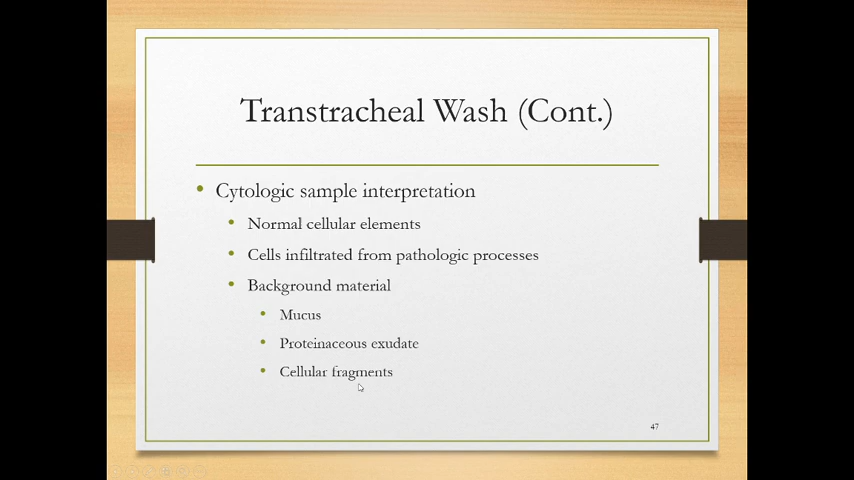 Transtracheal Wash (Cont.)
• Cytologic sample interpretation
• Normal cellular elements
• Cells infiltrated from pathologic processes
• Background material
• Mucus
• Proteinaceous exudate
• Cellular fragments
47